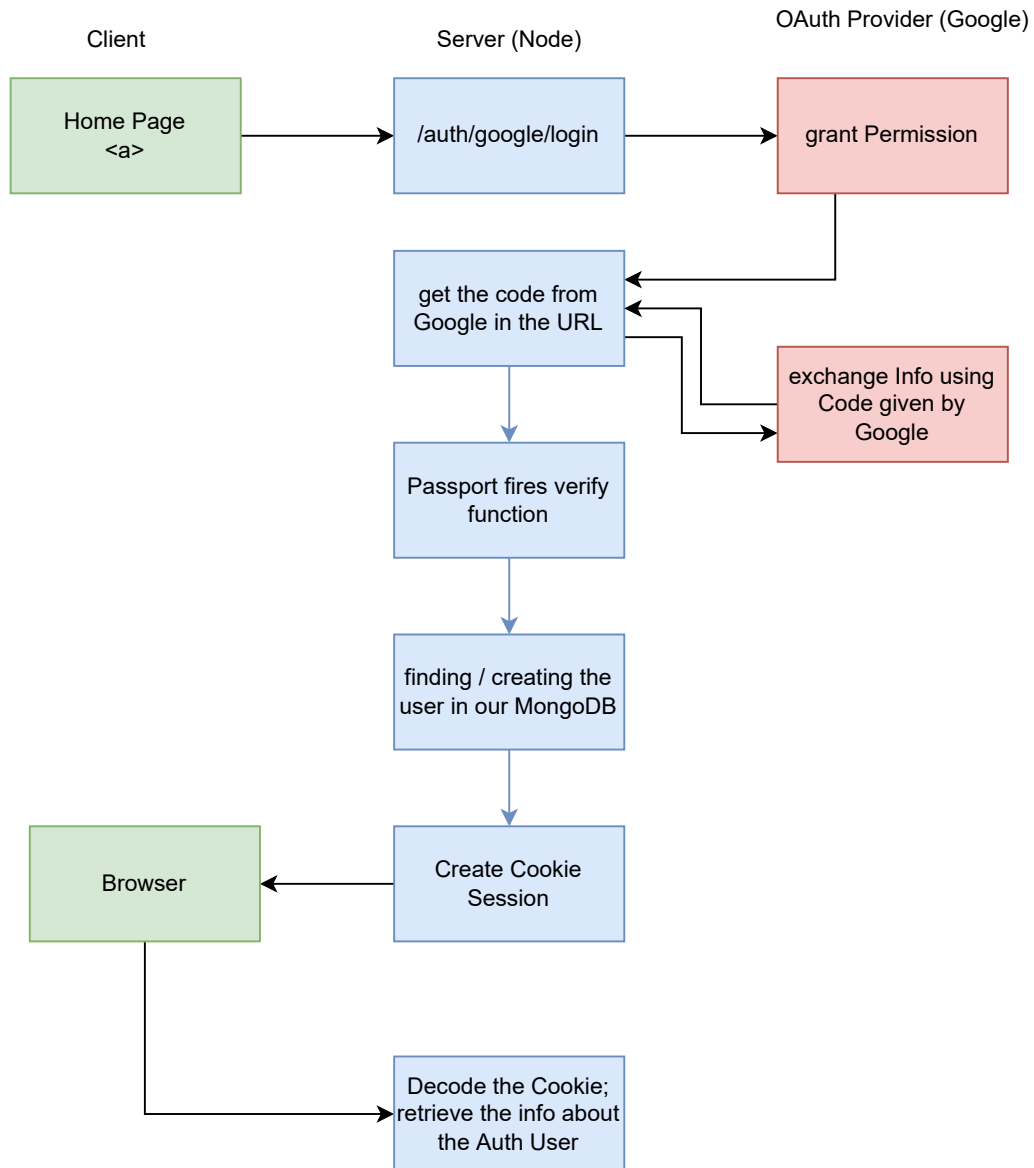 Client
Server (Node)
OAuth Provider (Google)
Home Page
<a>
/auth/google/login
grant Permission
get the code from
Google in the URL
exchange Info using
Code given by
Google
Passport fires verify
function
finding / creating the
user in our MongoDB
Browser
Create Cookie
Session
Decode the Cookie;
retrieve the info about
the Auth User